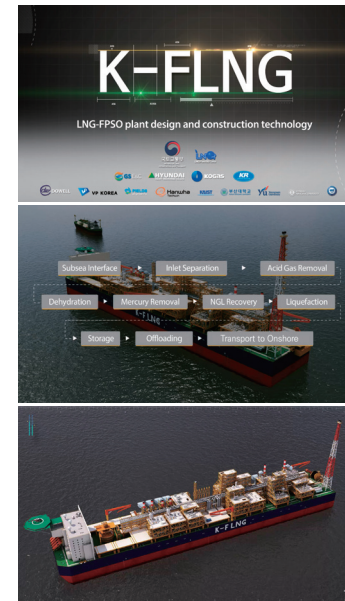 K-FLNG
LNG-FPSO plant design and construction technology
GS
HYUNDAI
KOGAS
KR
VP KOREA
Hanwha
Subsea Interface
Inlet Separation
Acid Gas Removal
Dehydration
Mercury Removal
NGL Recovery
Liquefaction
Storage
Offloading
Transport to Onshore
K-FLNG
K-FLNG